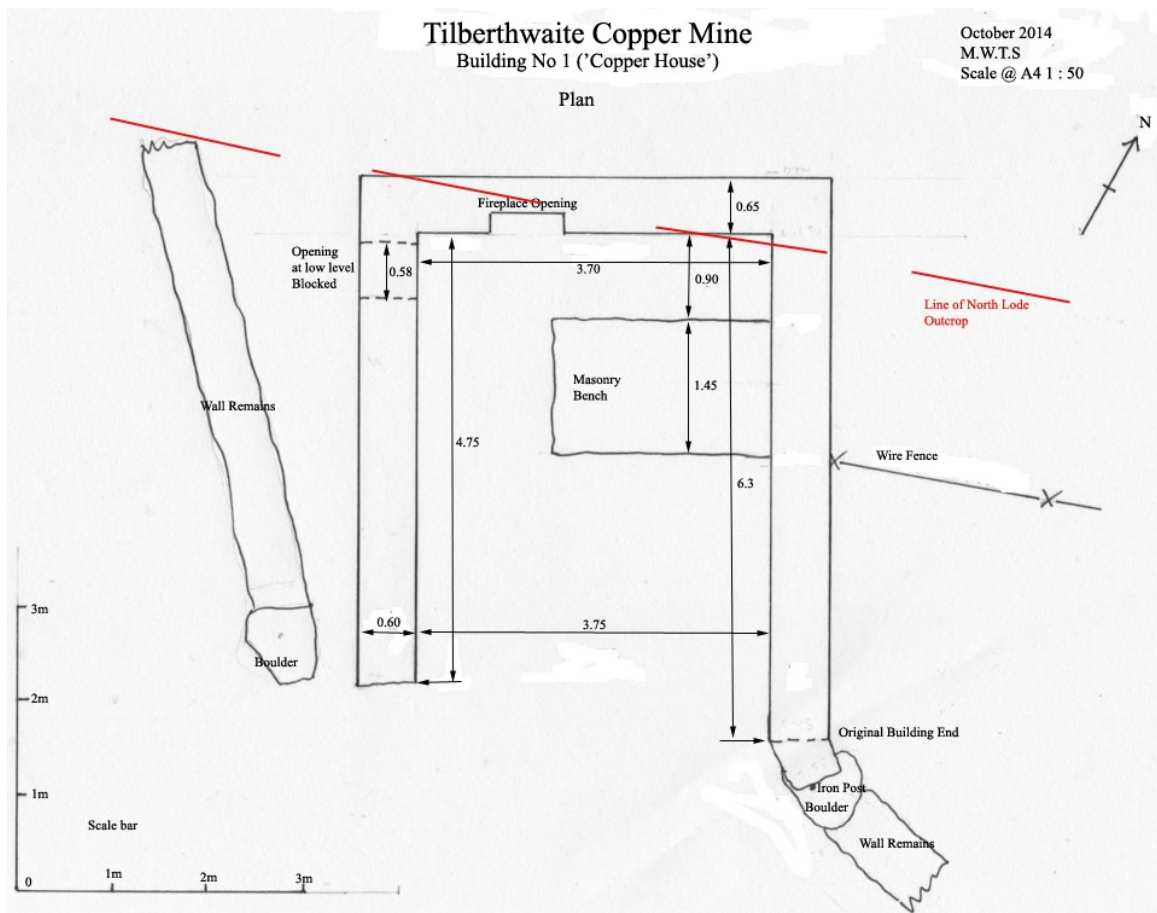 Tilberthwaite Copper Mine
Building No 1 ('Copper House')
Plan
October 2014
M.W.T.S
Scale @ A4 1 : 50
N
Fireplace Opening
0.65
Opening
at low level
Blocked
0.58
3.70
0.90
Line of North Lode
Outcrop
Masonry
Bench
1.45
Wall Remains
4.75
6.3
Wire Fence
3m
0.60
3.75
Boulder
2m
Original Building End
1m
Iron Post
Boulder
Scale bar
Wall Remains
0
1m
2m
3m